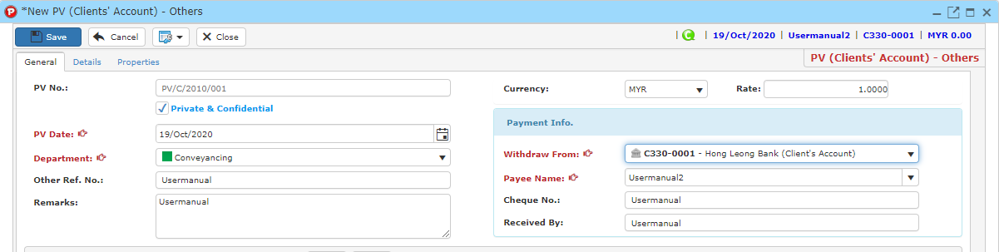 *New PV (Clients' Account) - Others
Save Cancel Close | | 19/Oct/2020 | Usermanual2 | C330-0001 | MYR 0.00
General Details Properties PV (Clients' Account) - Others
PV No.: PV/C/2010/001
Private & Confidential
PV Date: 19/Oct/2020
Department: Conveyancing
Other Ref. No.: Usermanual
Remarks: Usermanual
Currency: MYR Rate: 1.0000
Payment Info.
Withdraw From: C330-0001 - Hong Leong Bank (Client's Account)
Payee Name: Usermanual2
Cheque No.: Usermanual
Received By: Usermanual